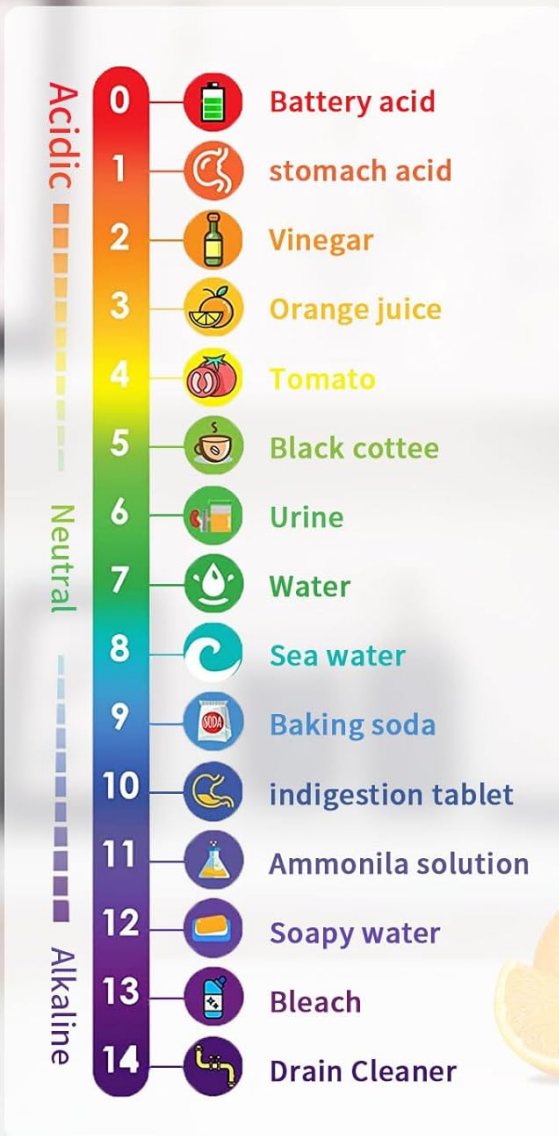 Acidic
Neutral
Alkaline
0 Battery acid
1 stomach acid
2 Vinegar
3 Orange juice
4 Tomato
5 Black cottee
6 Urine
7 Water
8 Sea water
9 SODA Baking soda
10 indigestion tablet
11 Ammonila solution
12 Soapy water
13 Bleach
14 Drain Cleaner